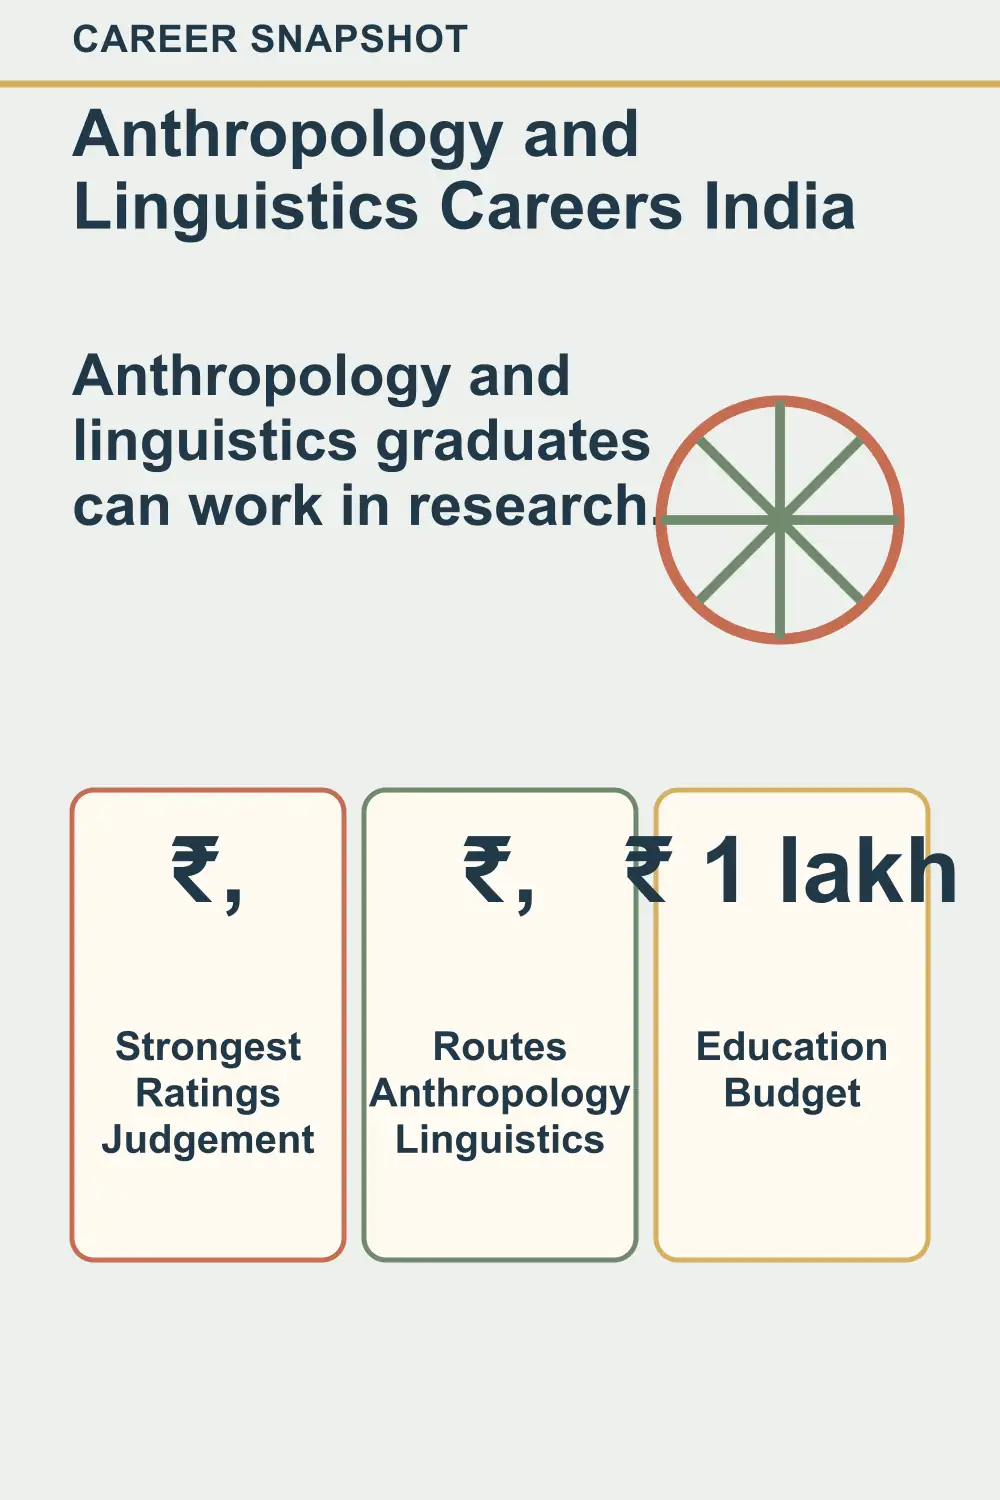 CAREER SNAPSHOT
Anthropology and
Linguistics Careers India
Anthropology and
linguistics graduates
can work in research.
₹,
Strongest
Ratings
Judgement
₹,
Routes
Anthropology
Linguistics
₹ 1 lakh
Education
Budget